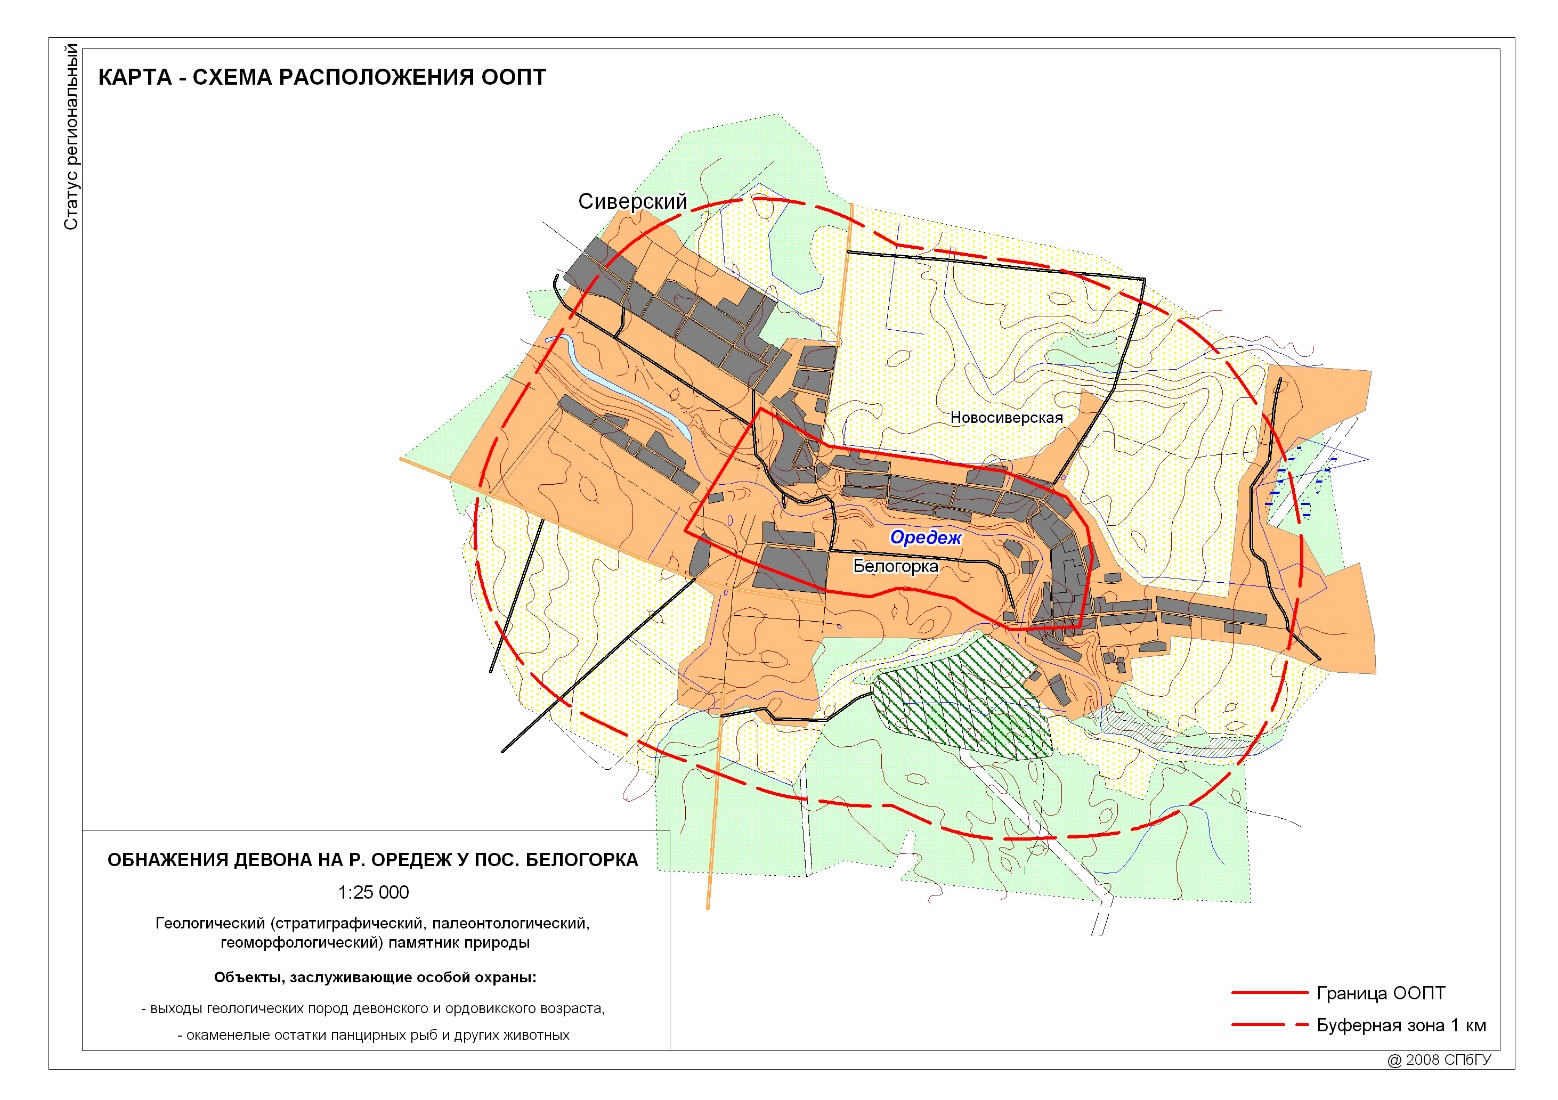 Статус региональный
КАРТА - СХЕМА РАСПОЛОЖЕНИЯ ООПТ
Сиверский
Новосиверская
Оредеж
Белогорка
ОБНАЖЕНИЯ ДЕВОНА НА Р. ОРЕДЕЖ У ПОС. БЕЛОГОРКА
1:25 000
Геологический (стратиграфический, палеонтологический,
геоморфологический) памятник природы
Объекты, заслуживающие особой охраны:
- выходы геологических пород девонского и ордовикского возраста,
- окаменелые остатки панцирных рыб и других животных
Граница ООПТ
Буферная зона 1 км
@ 2008 СПбГУ